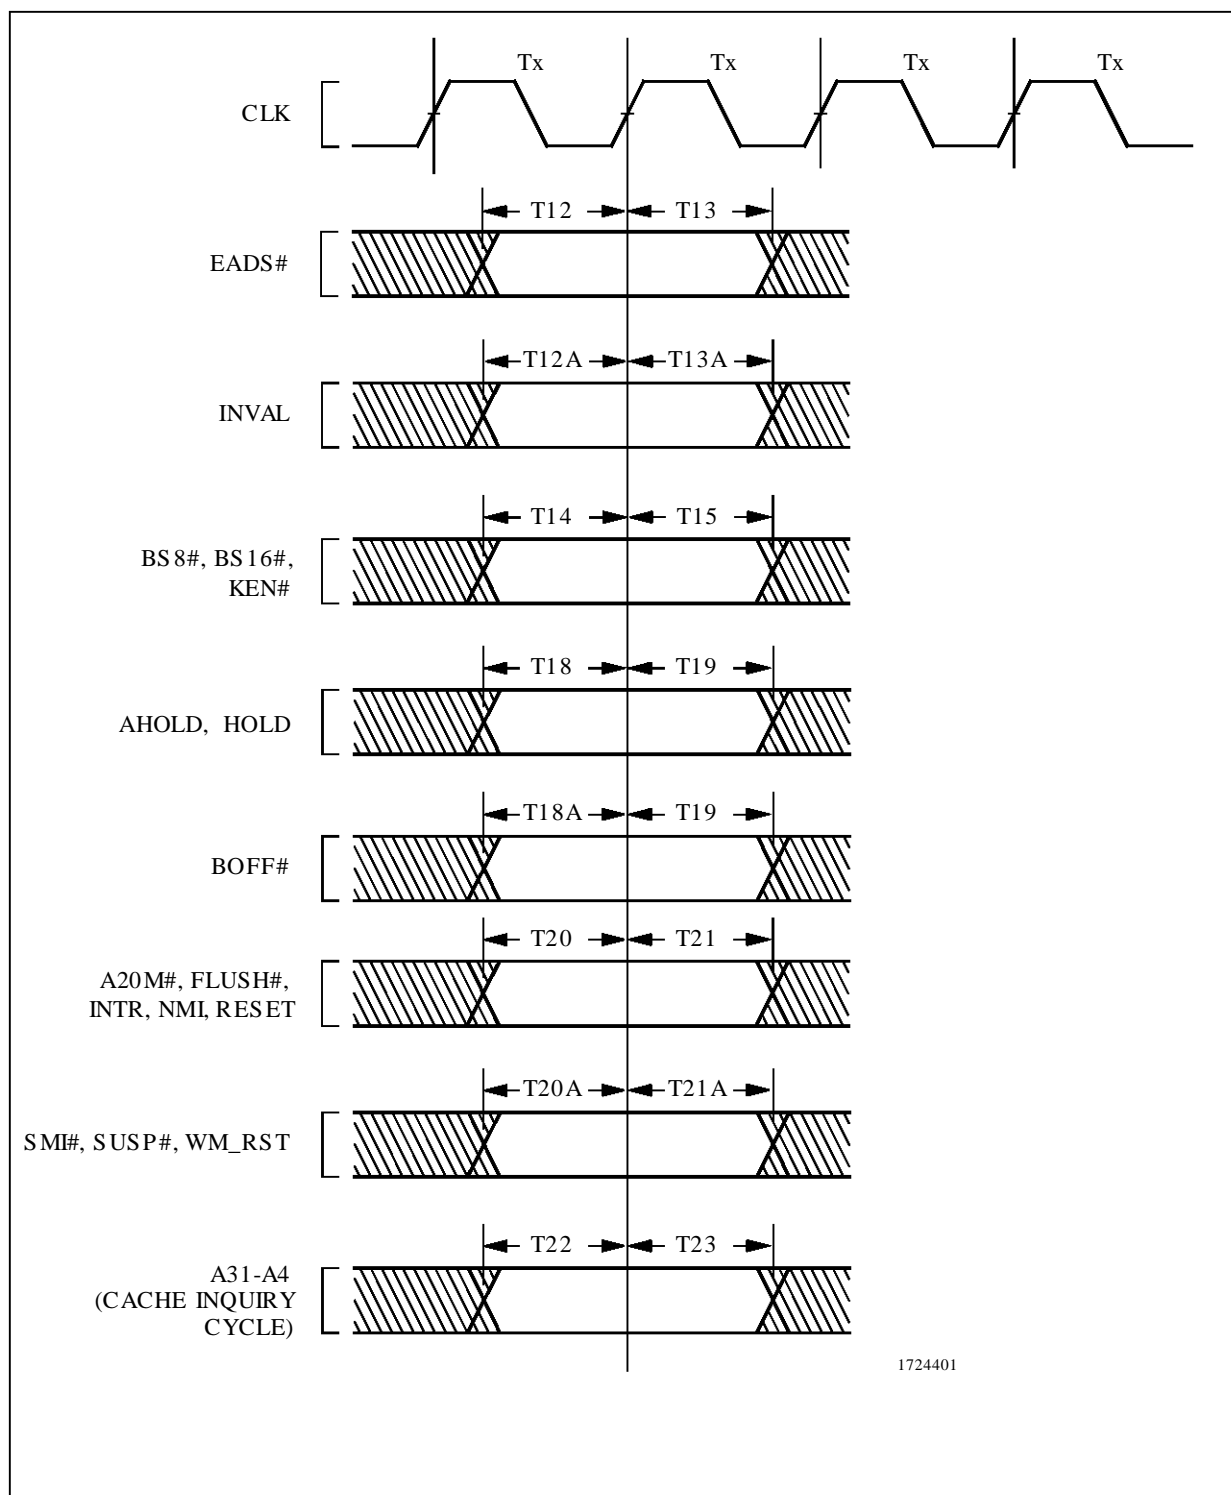 Tx Tx Tx Tx
CLK
T12 T13
EADS#
T12A T13A
INVAL
T14 T15
BS8#, BS16#,
KEN#
T18 T19
AHOLD, HOLD
T18A T19
BOFF#
T20 T21
A20M#, FLUSH#,
INTR, NMI, RESET
T20A T21A
SMI#, SUSP#, WM_RST
T22 T23
A31-A4
(CACHE INQUIRY
CYCLE)
1724401